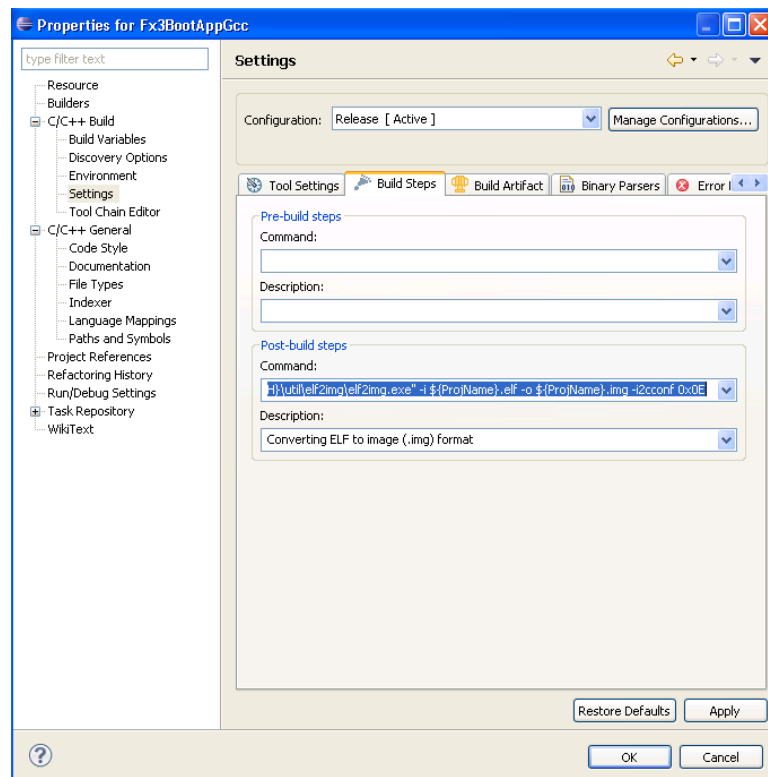 Properties for Fx3BootAppGcc
type filter text
Resource
Builders
C/C++ Build
Build Variables
Discovery Options
Environment
Settings
Tool Chain Editor
C/C++ General
Code Style
Documentation
File Types
Indexer
Language Mappings
Paths and Symbols
Project References
Refactoring History
Run/Debug Settings
Task Repository
WikiText
Settings
Configuration: Release [ Active ] Manage Configurations...
Tool Settings Build Steps Build Artifact Binary Parsers Error
Pre-build steps
Command:
Description:
Post-build steps
Command:
H}\util\elf2img\elf2img.exe" -i ${ProjName}.elf -o ${ProjName}.img -i2cconf 0x0E
Description:
Converting ELF to image (.img) format
Restore Defaults Apply
OK Cancel